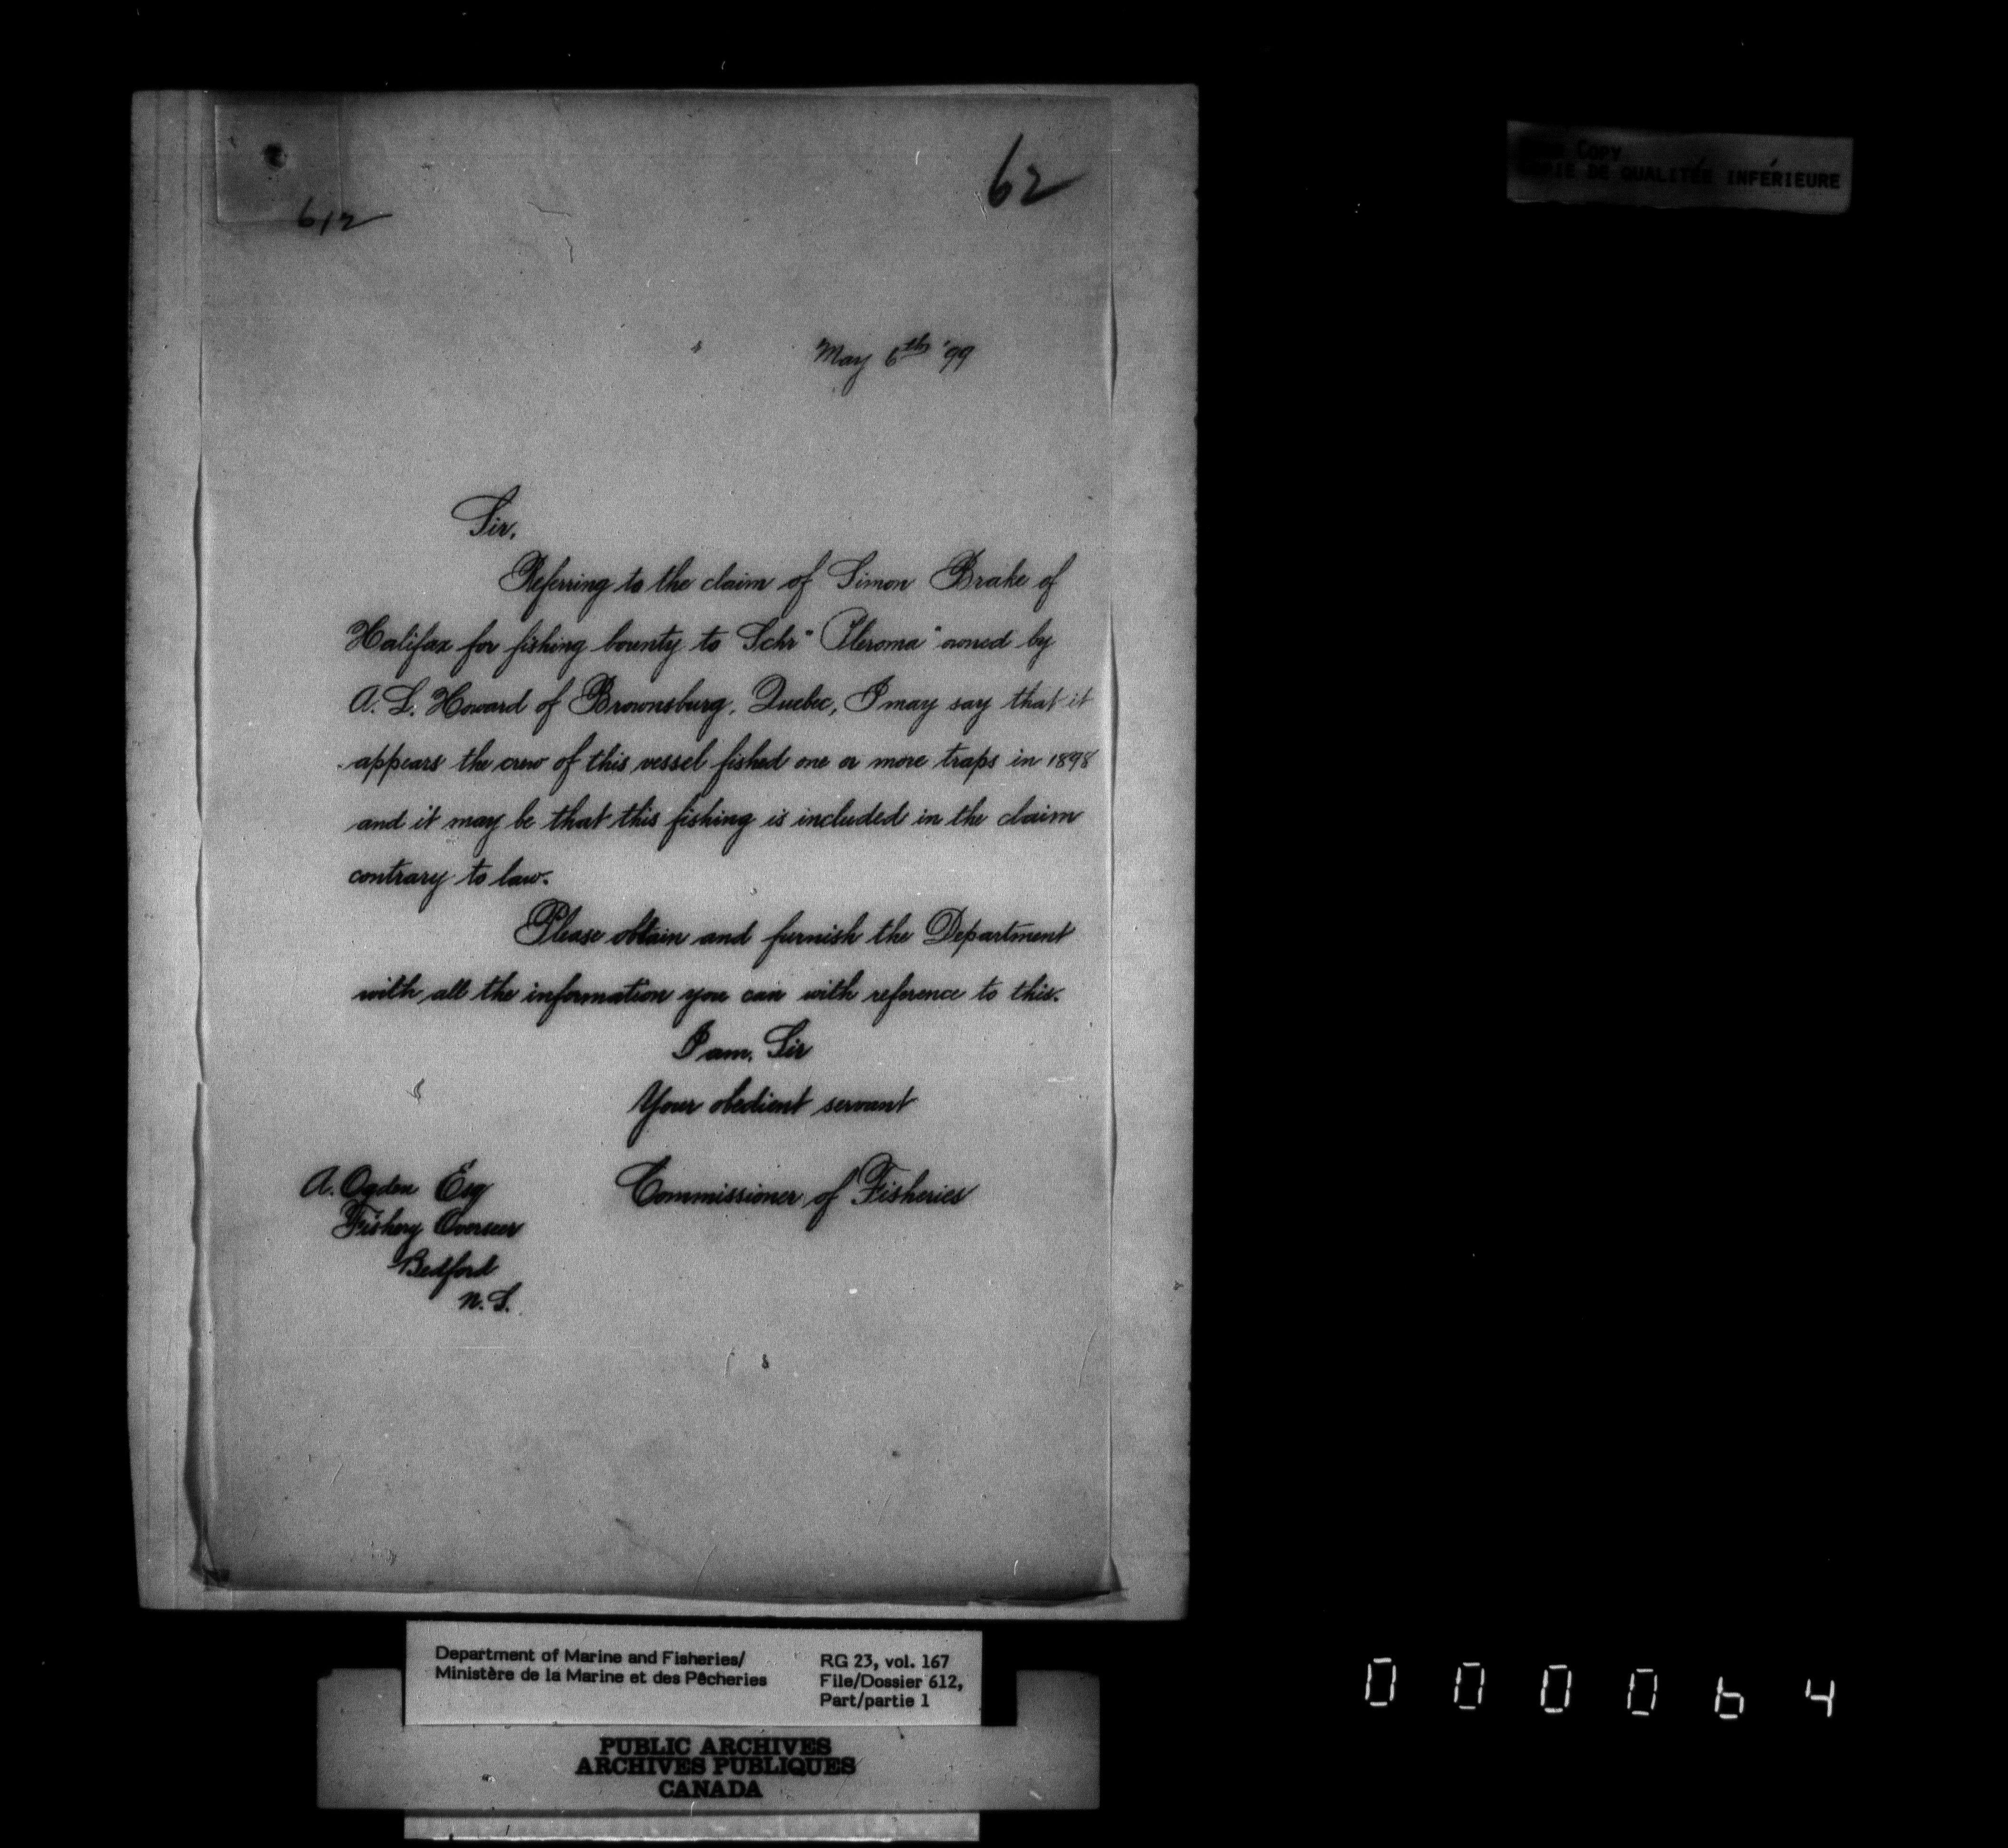 62
612
May 6th '99
Sir,
Referring to the claim of Simon Brake of
Halifax for fishing bounty to Schr "Pleroma" owned by
A. L. Howard of Brownsburg, Quebec, I may say that it
appears the crew of this vessel fished one or more traps in 1898
and it may be that this fishing is included in the claim
contrary to law.
Please obtain and furnish the Department
with all the information you can with reference to this.
I am, Sir
Your obedient servant
Commissioner of Fisheries
A. Ogden Esq
Fishery Overseer
Bedford
N.S.
COPY
COPIE DE QUALITÉE INFÉRIEURE
Department of Marine and Fisheries/
Ministère de la Marine et des Pêcheries
RG 23, vol. 167
File/Dossier 612,
Part/partie 1
PUBLIC ARCHIVES
ARCHIVES PUBLIQUES
CANADA
000064